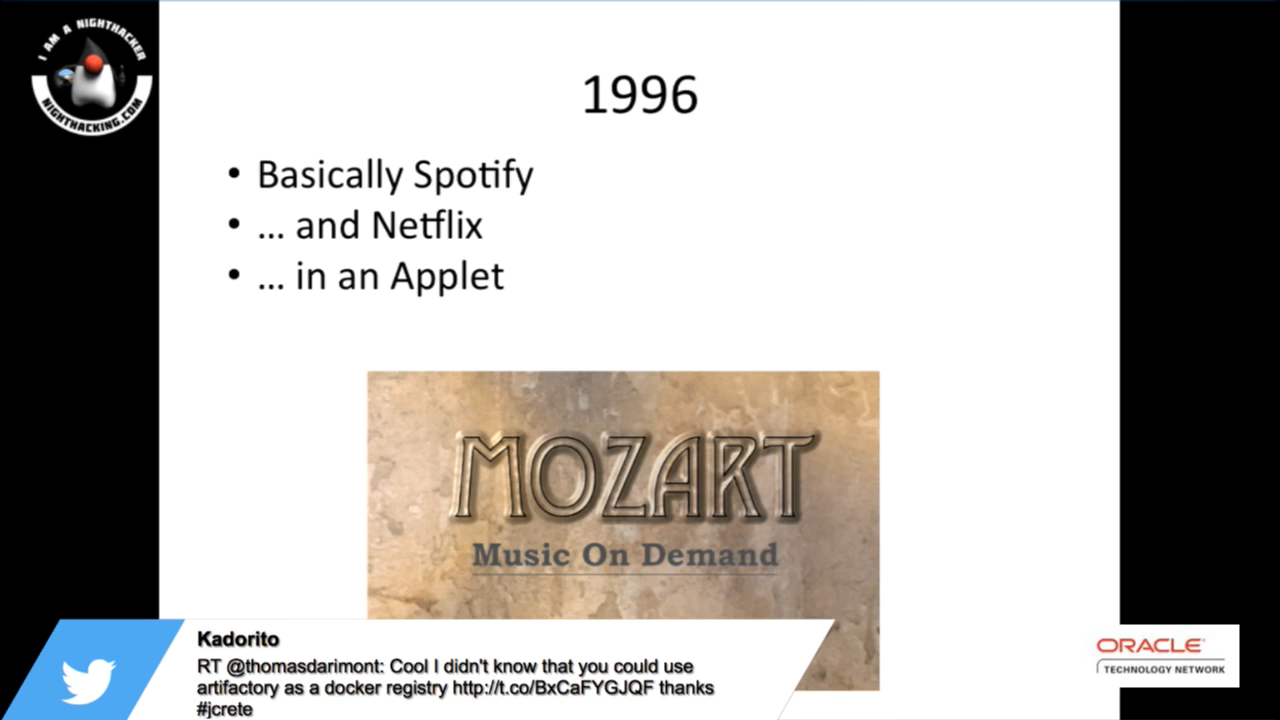 I AM A NIGHTHACKER
NIGHTHACKING.COM
1996
• Basically Spotify
• ... and Netflix
• ... in an Applet
MOZART
Music On Demand
Kadorito
RT @thomasdarimont: Cool I didn't know that you could use
artifactory as a docker registry http://t.co/BxCaFYGJQF thanks
#jcrete
ORACLE®
TECHNOLOGY NETWORK